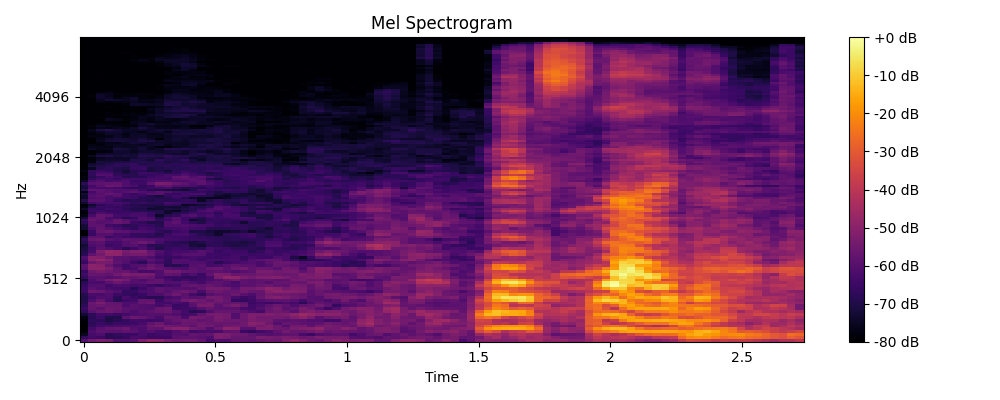 Mel Spectrogram
+0 dB
-10 dB
-20 dB
-30 dB
-40 dB
-50 dB
-60 dB
-70 dB
-80 dB
4096
2048
1024
512
0
Hz
0
0.5
1
1.5
2
2.5
Time